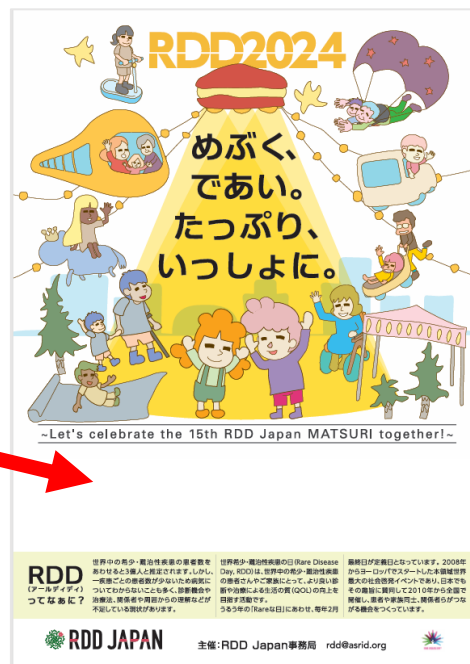 RDD2024
めぶく、
であい。
たっぷり、
いっしょに。
~Let's celebrate the 15th RDD Japan MATSURI together!~
RDD
(アールディディ)
ってなぁに?
世界中の希少・難治性疾患の患者数を
あわせると3億人と推定されます。しかし、
一疾患ごとの患者数が少ないため病気に
ついてわからないことも多く、診断機会や
治療法、関係者や周囲からの理解などが
不足している現状があります。
世界希少・難治性疾患の日(Rare Disease
Day、RDD)は、世界中の希少・難治性疾患
の患者さんやご家族にとって、より良い診
断や治療による生活の質(QOL)の向上を
目指す活動です。
うるう年の「Rareな日」にあわせ、毎年2月
最終日が定義日となっています。2008年
からヨーロッパでスタートした本領域世界
最大の社会啓発イベントであり、日本でも
その趣旨に賛同して2010年から全国で
開催し、患者や家族同士、関係者らがつな
がる機会をつくっています。
RDD JAPAN
主催:RDD Japan事務局 rdd@asrid.org